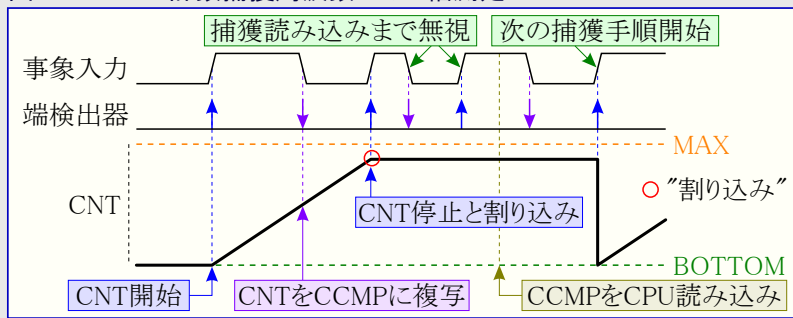 捕獲読み込みまで無視
次の捕獲手順開始
事象入力
端検出器
MAX
CNT
"割り込み"
CNT停止と割り込み
BOTTOM
CNT開始
CNTをCCMPに複写
CCMPをCPU読み込み